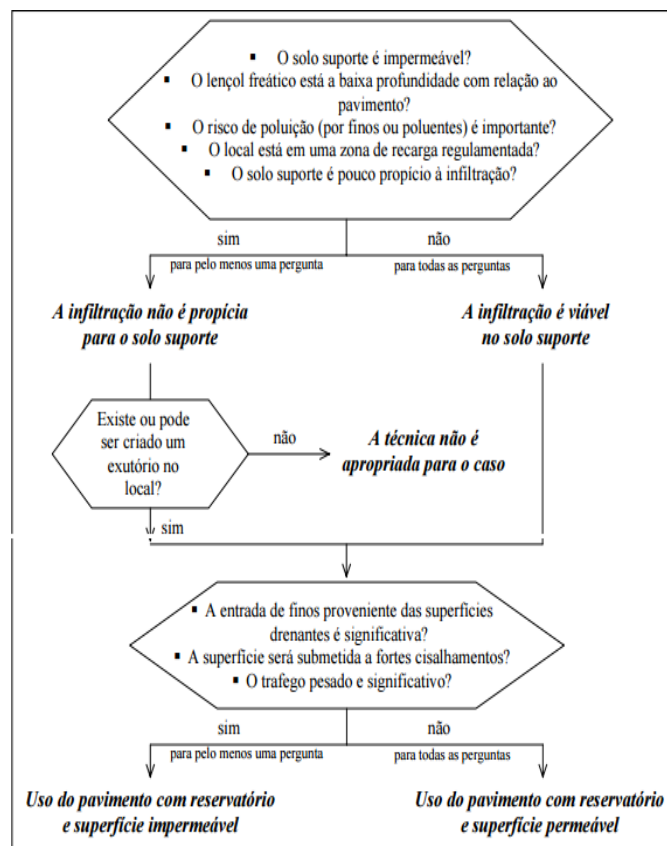 ▪ O solo suporte é impermeável?
▪ O lençol freático está a baixa profundidade com relação ao
pavimento?
▪ O risco de poluição (por finos ou poluentes) é importante?
▪ O local está em uma zona de recarga regulamentada?
▪ O solo suporte é pouco propício à infiltração?
sim
não
para pelo menos uma pergunta
para todas as perguntas
A infiltração não é propícia
para o solo suporte
A infiltração é viável
no solo suporte
Existe ou pode
ser criado um
exutório no
local?
não
A técnica não é
apropriada para o caso
sim
▪ A entrada de finos proveniente das superfícies
drenantes é significativa?
▪ A superfície será submetida a fortes cisalhamentos?
▪ O trafego pesado e significativo?
sim
não
para pelo menos uma pergunta
para todas as perguntas
Uso do pavimento com reservatório
e superfície impermeável
Uso do pavimento com reservatório
e superfície permeável